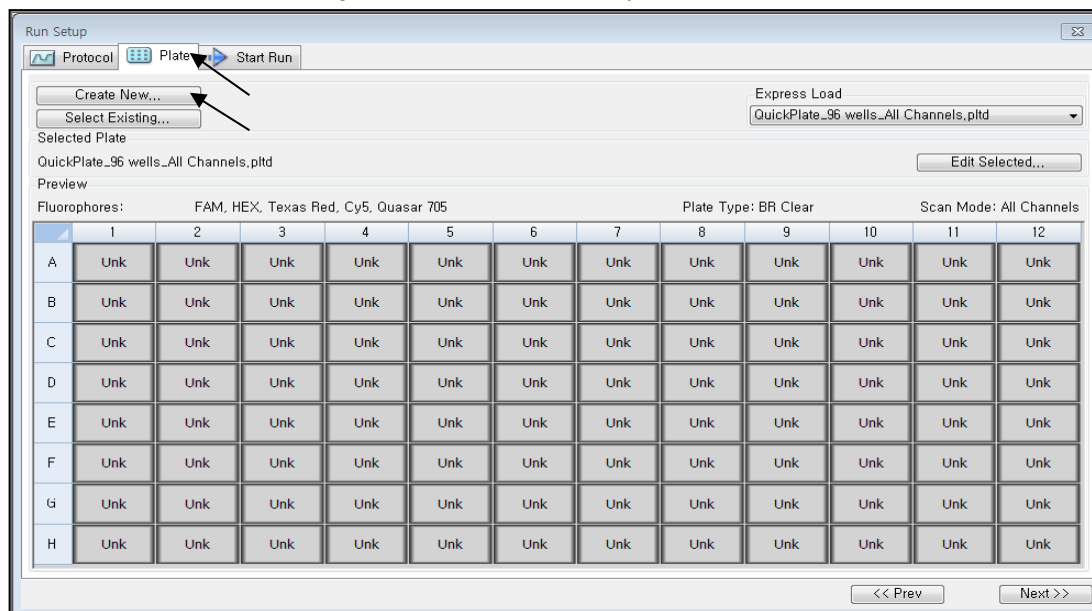 Run Setup
Protocol Plate Start Run
Create New...
Select Existing...
Express Load
QuickPlate_96 wells_All Channels.pltd
Selected Plate
QuickPlate_96 wells_All Channels.pltd
Edit Selected...
Preview
Fluorophores: FAM, HEX, Texas Red, Cy5, Quasar 705 Plate Type: BR Clear Scan Mode: All Channels
1 2 3 4 5 6 7 8 9 10 11 12
A Unk Unk Unk Unk Unk Unk Unk Unk Unk Unk Unk Unk
B Unk Unk Unk Unk Unk Unk Unk Unk Unk Unk Unk Unk
C Unk Unk Unk Unk Unk Unk Unk Unk Unk Unk Unk Unk
D Unk Unk Unk Unk Unk Unk Unk Unk Unk Unk Unk Unk
E Unk Unk Unk Unk Unk Unk Unk Unk Unk Unk Unk Unk
F Unk Unk Unk Unk Unk Unk Unk Unk Unk Unk Unk Unk
G Unk Unk Unk Unk Unk Unk Unk Unk Unk Unk Unk Unk
H Unk Unk Unk Unk Unk Unk Unk Unk Unk Unk Unk Unk
<< Prev Next >>